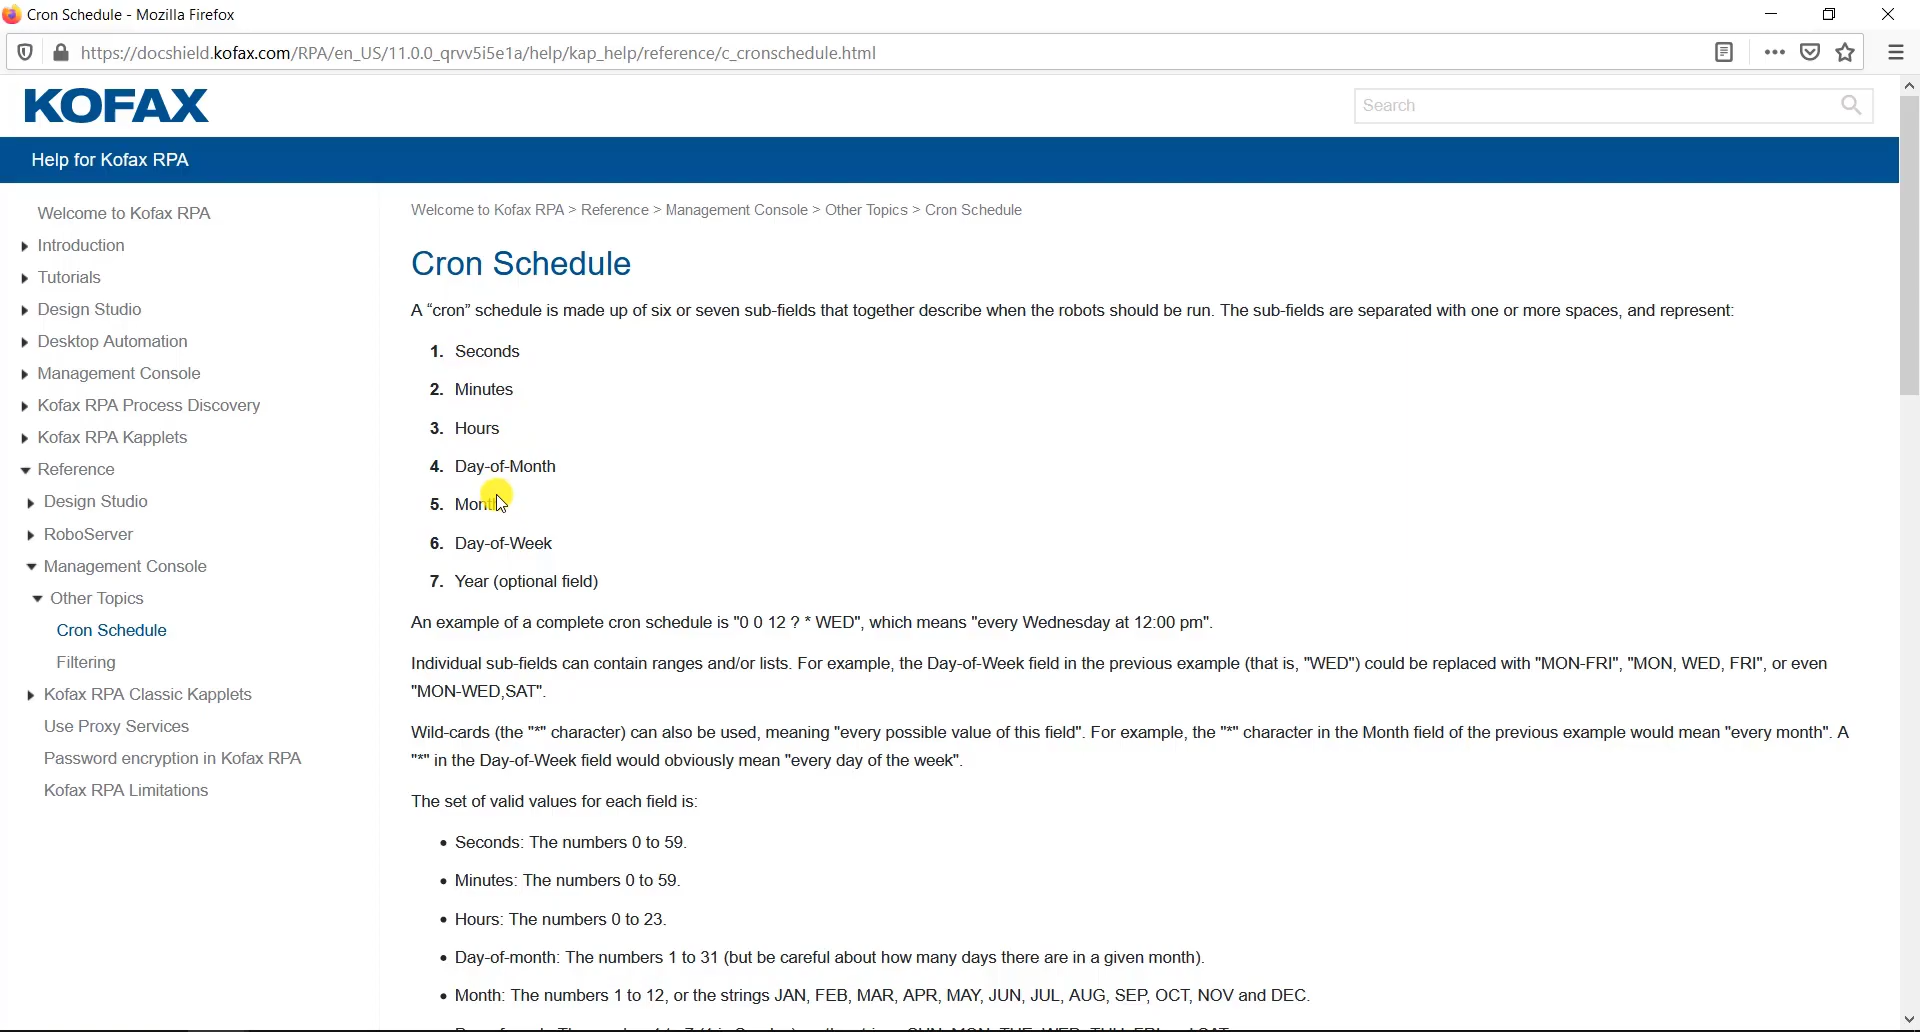 Cron Schedule - Mozilla Firefox
https://docshield.kofax.com/RPA/en_US/11.0.0_qrvv5i5e1a/help/kap_help/reference/c_cronschedule.html
KOFAX
Search
Help for Kofax RPA
Welcome to Kofax RPA
Introduction
Tutorials
Design Studio
Desktop Automation
Management Console
Kofax RPA Process Discovery
Kofax RPA Kapplets
Reference
Design Studio
RoboServer
Management Console
Other Topics
Cron Schedule
Filtering
Kofax RPA Classic Kapplets
Use Proxy Services
Password encryption in Kofax RPA
Kofax RPA Limitations
Welcome to Kofax RPA > Reference > Management Console > Other Topics > Cron Schedule
Cron Schedule
A “cron” schedule is made up of six or seven sub-fields that together describe when the robots should be run. The sub-fields are separated with one or more spaces, and represent:
1. Seconds
2. Minutes
3. Hours
4. Day-of-Month
5. Month
6. Day-of-Week
7. Year (optional field)
An example of a complete cron schedule is "0 0 12 ? * WED", which means "every Wednesday at 12:00 pm".
Individual sub-fields can contain ranges and/or lists. For example, the Day-of-Week field in the previous example (that is, "WED") could be replaced with "MON-FRI", "MON, WED, FRI", or even
"MON-WED,SAT".
Wild-cards (the "*" character) can also be used, meaning "every possible value of this field". For example, the "*" character in the Month field of the previous example would mean "every month". A
"*" in the Day-of-Week field would obviously mean "every day of the week".
The set of valid values for each field is:
• Seconds: The numbers 0 to 59.
• Minutes: The numbers 0 to 59.
• Hours: The numbers 0 to 23.
• Day-of-month: The numbers 1 to 31 (but be careful about how many days there are in a given month).
• Month: The numbers 1 to 12, or the strings JAN, FEB, MAR, APR, MAY, JUN, JUL, AUG, SEP, OCT, NOV and DEC.